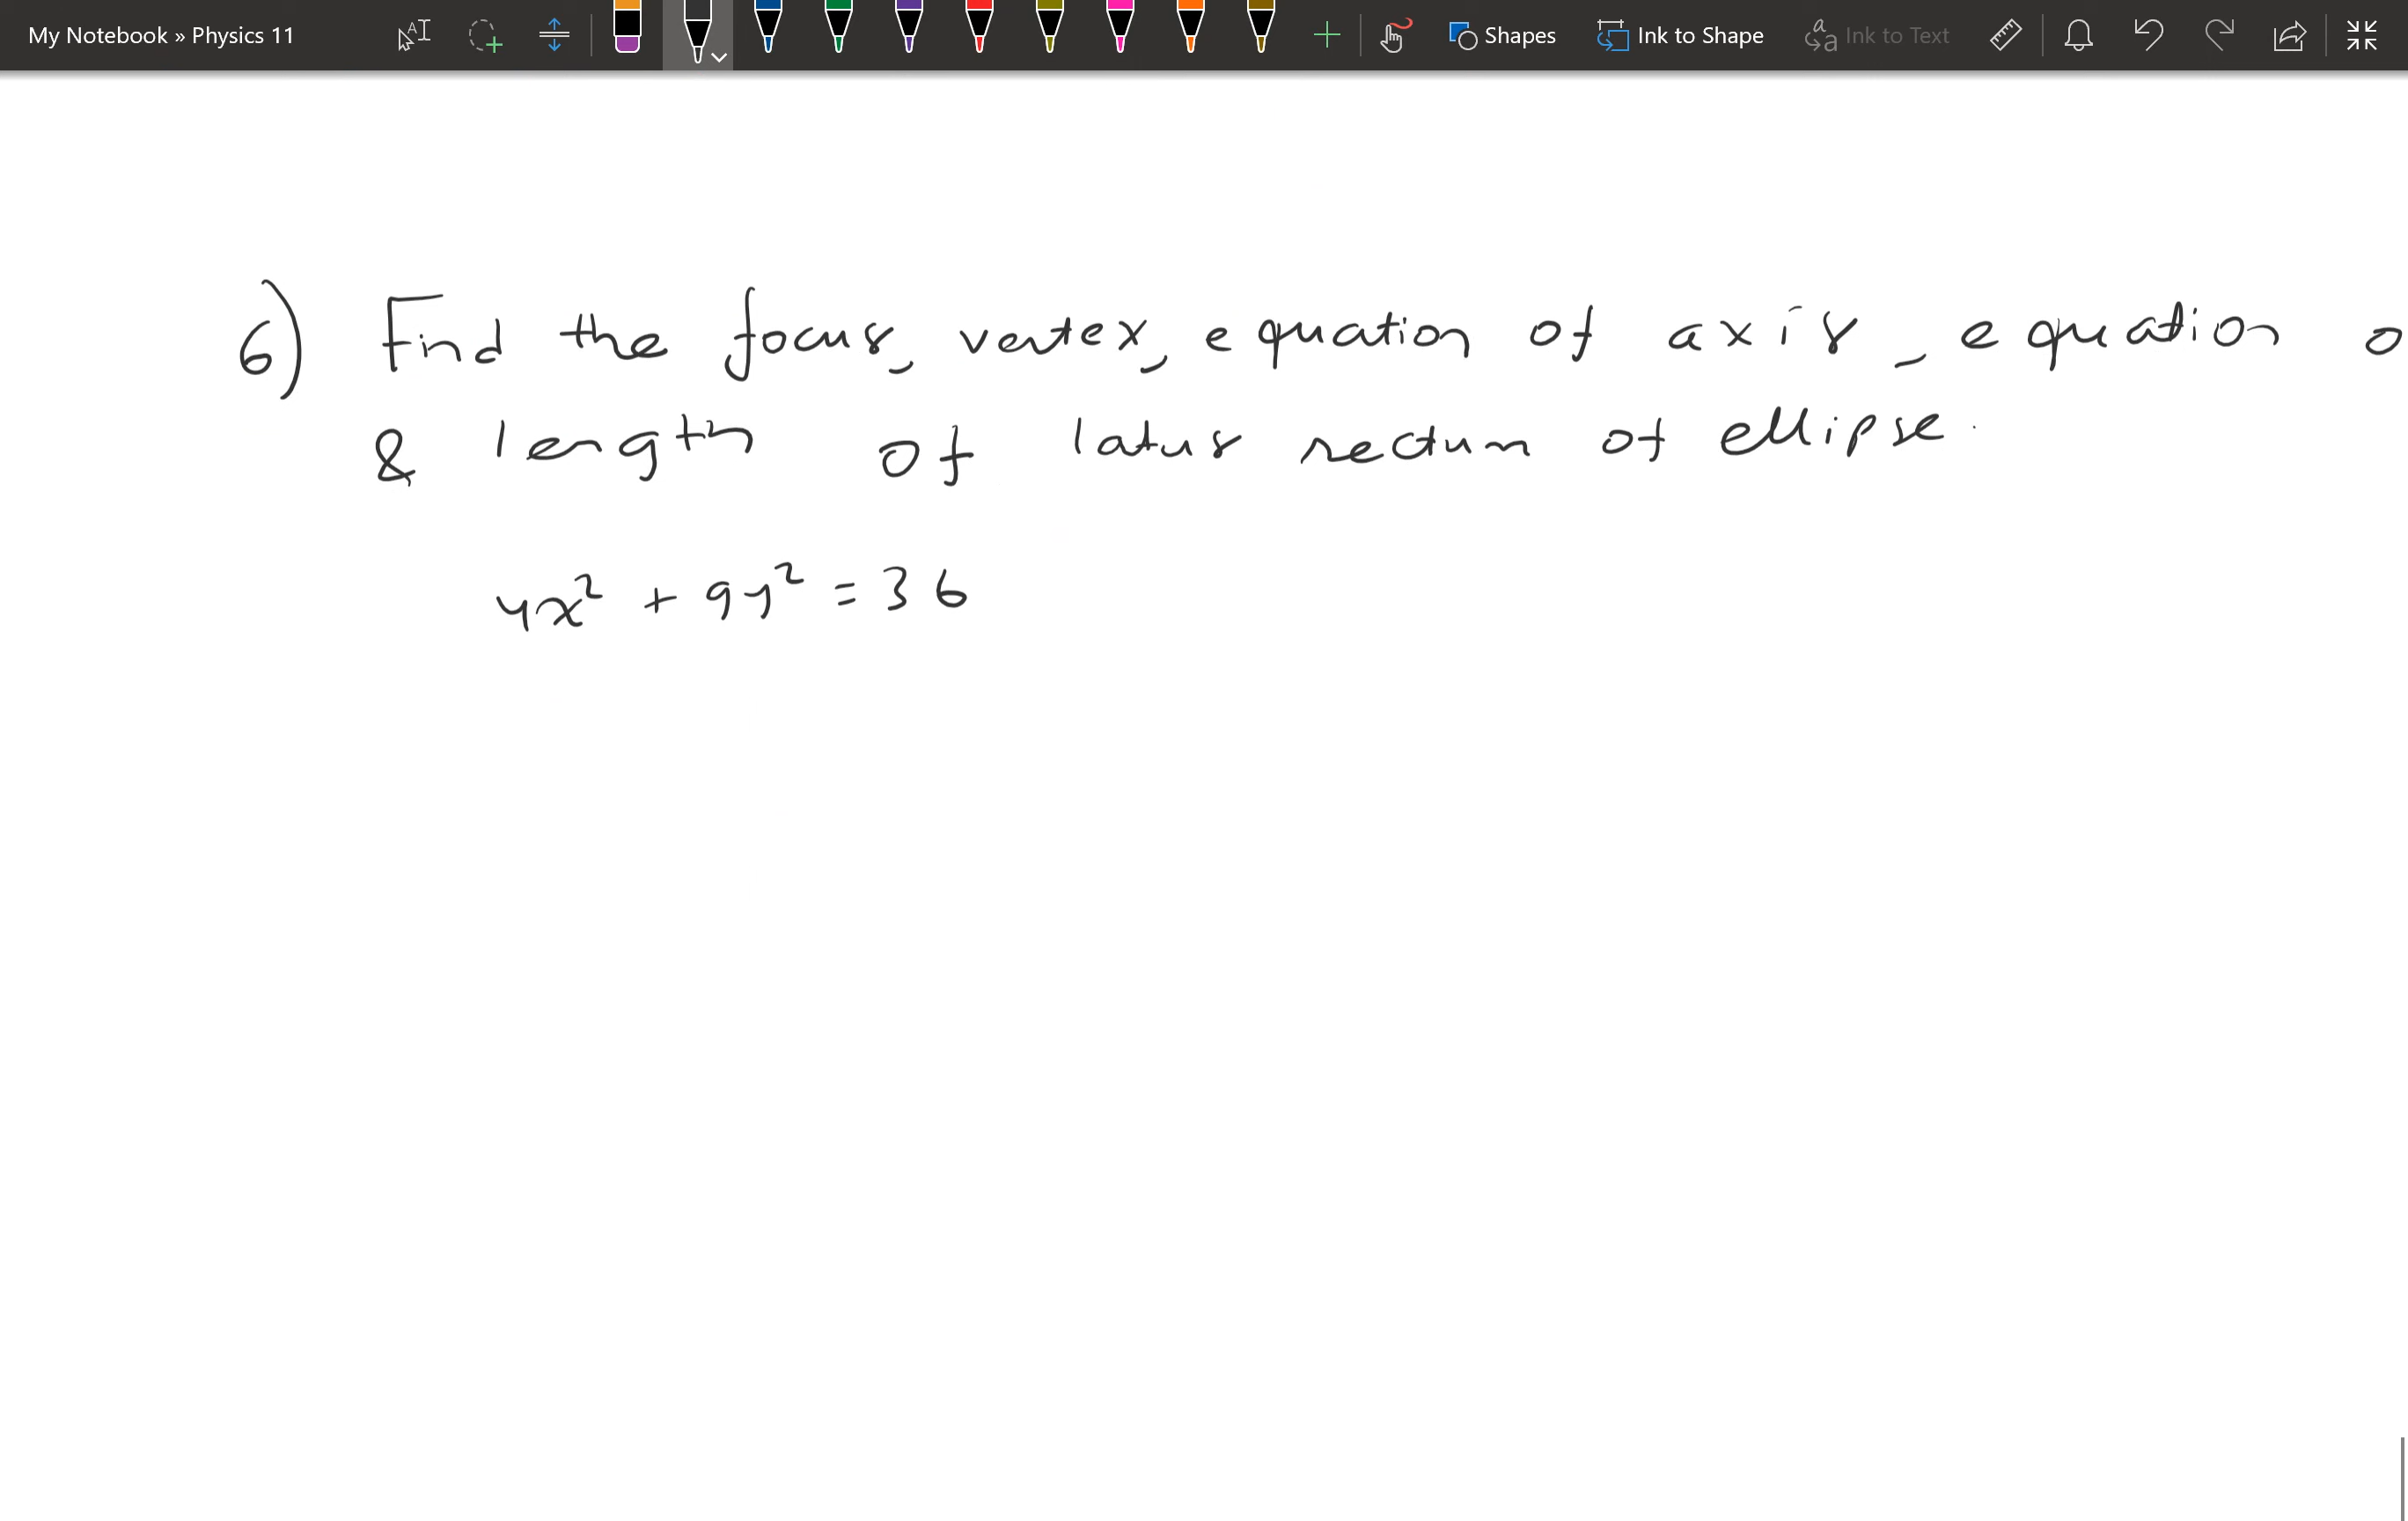 My Notebook » Physics 11 Shapes Ink to Shape Ink to Text
6) Find the focus, vertex, equation of axis, equation o
& length of latus rectum of ellipse.
4x² + 9y² = 36